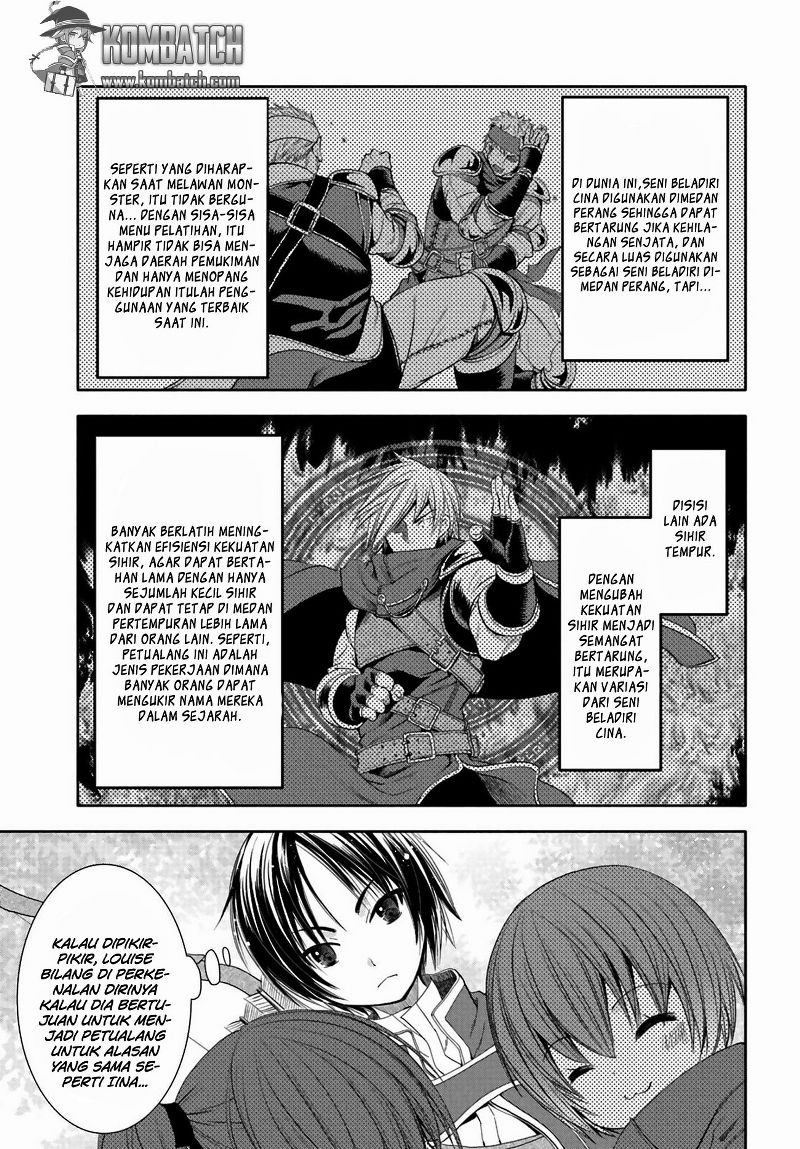 KOMBATCH
www.kombatch.com
DI DUNIA INI,SENI BELADIRI
CINA DIGUNAKAN DIMEDAN
PERANG SEHINGGA DAPAT
BERTARUNG JIKA KEHIL-
ANGAN SENJATA, DAN
SECARA LUAS DIGUNAKAN
SEBAGAI SENI BELADIRI DI-
MEDAN PERANG, TAPI...
SEPERTI YANG DIHARAP-
KAN SAAT MELAWAN MON-
STER, ITU TIDAK BERGU-
NA... DENGAN SISA-SISA
MENU PELATIHAN, ITU
HAMPIR TIDAK BISA MEN-
JAGA DAERAH PEMUKIMAN
DAN HANYA MENOPANG
KEHIDUPAN ITULAH PENG-
GUNAAN YANG TERBAIK
SAAT INI.
DISISI
LAIN ADA
SIHIR
TEMPUR.
DENGAN
MENGUBAH
KEKUATAN
SIHIR MENJADI
SEMANGAT
BERTARUNG,
ITU MERUPA-
KAN VARIASI
DARI SENI
BELADIRI
CINA.
BANYAK BERLATIH MENING-
KATKAN EFISIENSI KEKUATAN
SIHIR, AGAR DAPAT BERTA-
HAN LAMA DENGAN HANYA
SEJUMLAH KECIL SIHIR
DAN DAPAT TETAP DI MEDAN
PERTEMPURAN LEBIH LAMA
DARI ORANG LAIN. SEPERTI,
PETUALANG INI ADALAH
JENIS PEKERJAAN DIMANA
BANYAK ORANG DAPAT
MENGUKIR NAMA MEREKA
DALAM SEJARAH.
KALAU DIPIKIR-
PIKIR, LOUISE
BILANG DI PERKE-
NALAN DIRINYA
KALAU DIA BERTU-
JUAN UNTUK MEN-
JADI PETUALANG
UNTUK ALASAN
YANG SAMA SE-
PERTI IINA...